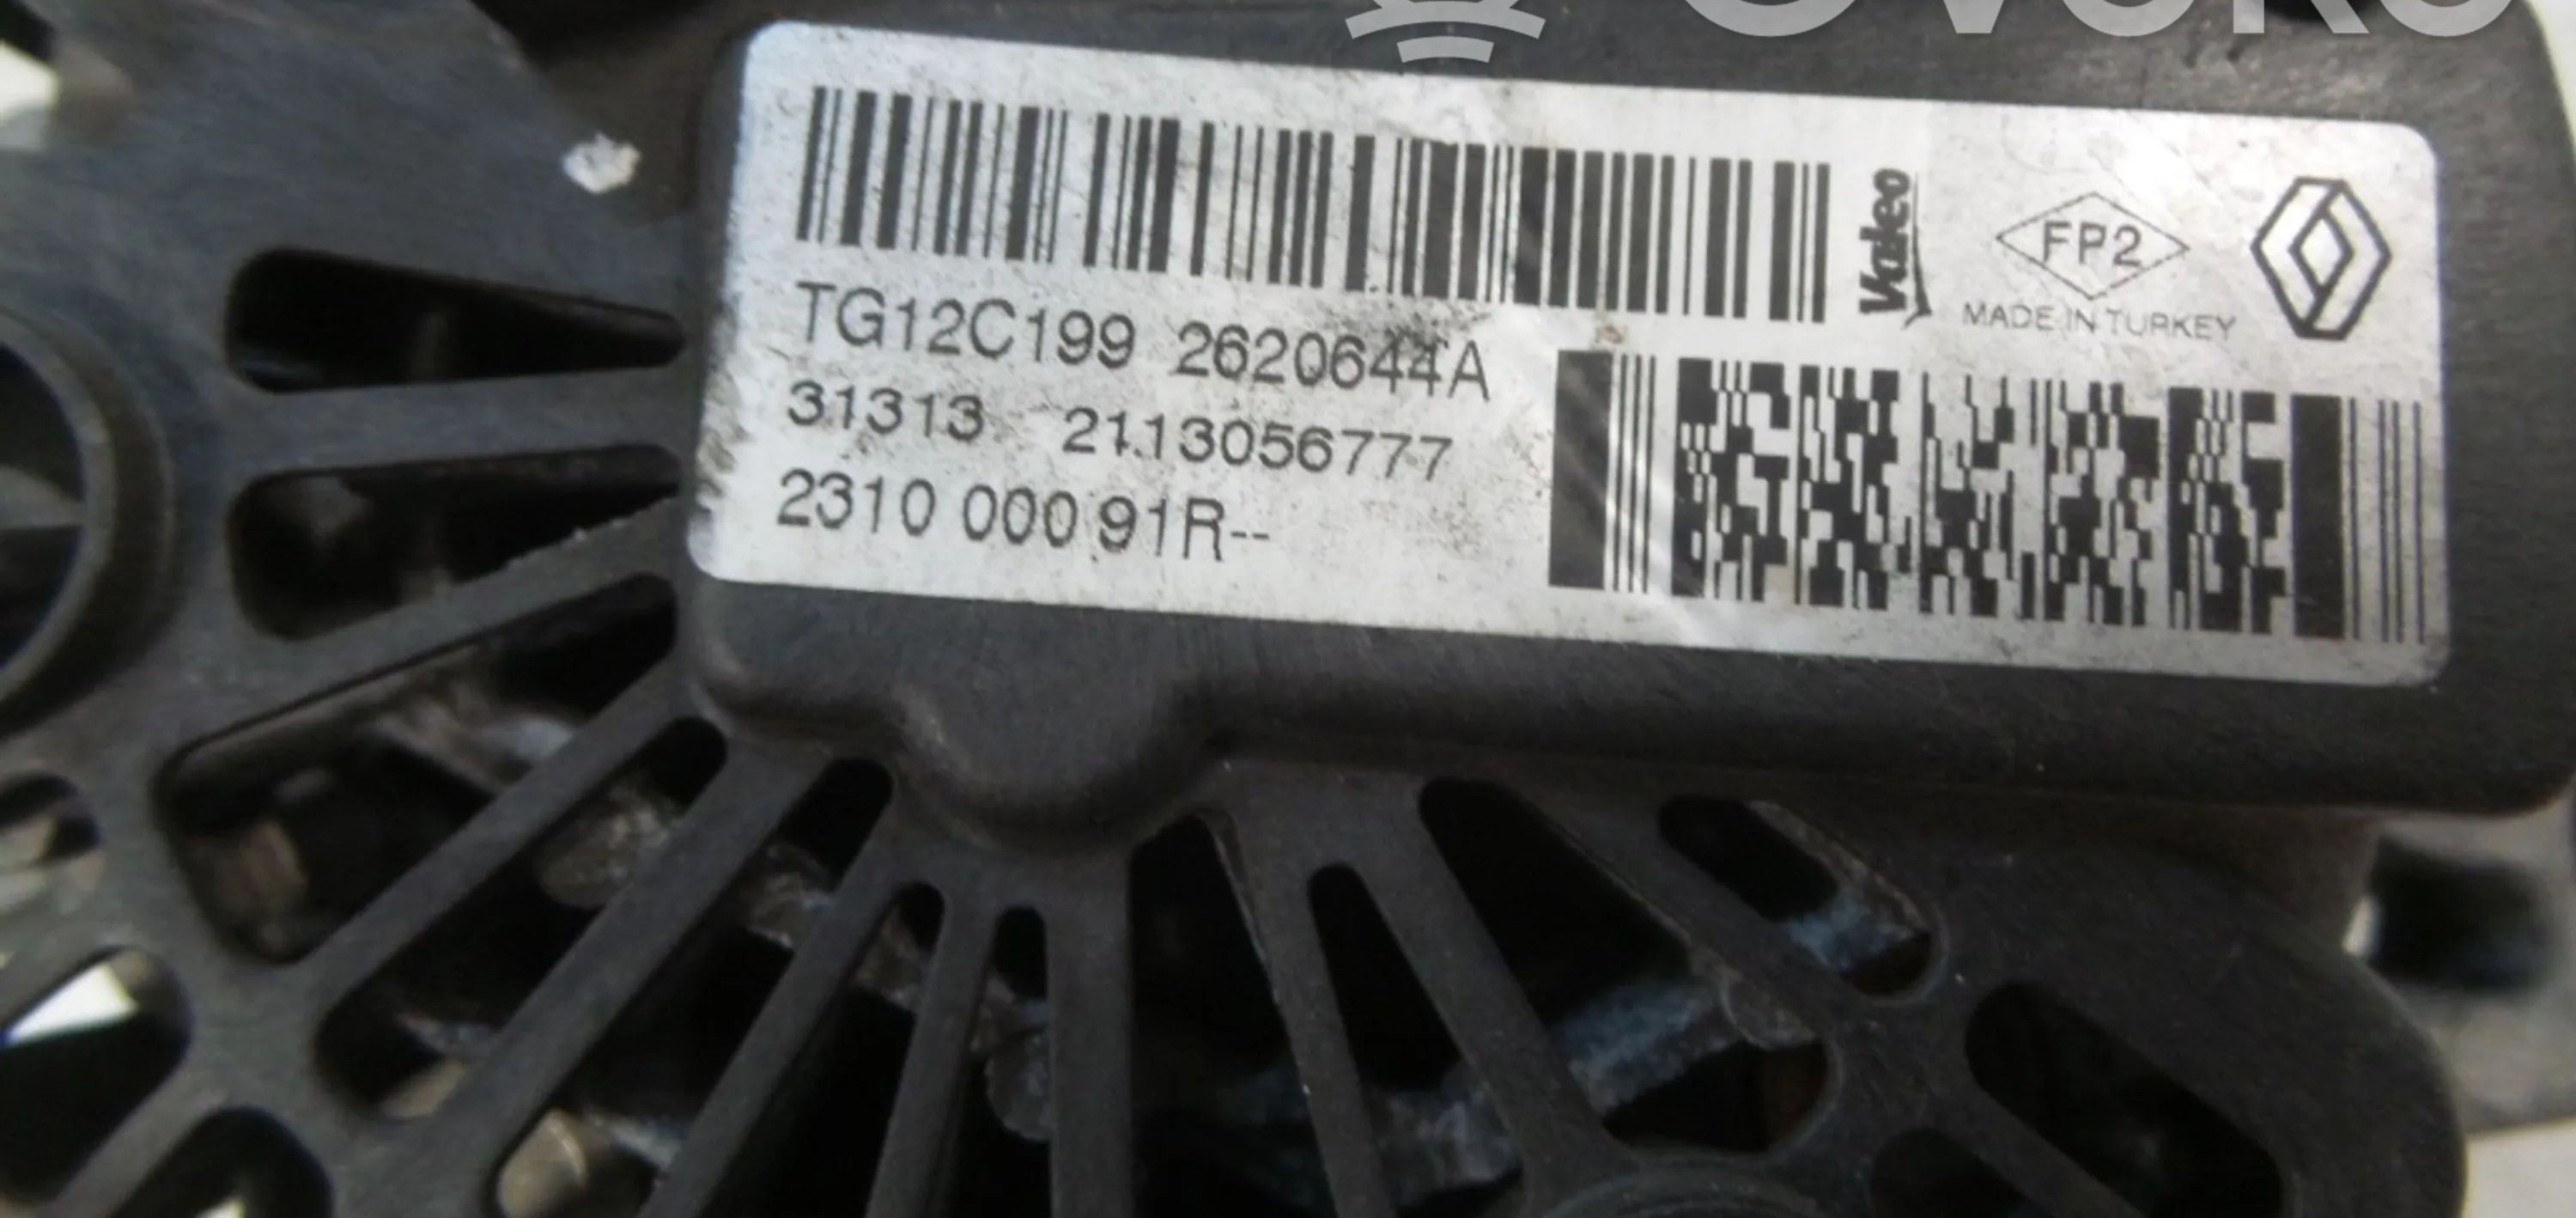 Valeo
FP2
MADE IN TURKEY
TG12C199 2620644A
31313 2113056777
2310 000 91R--